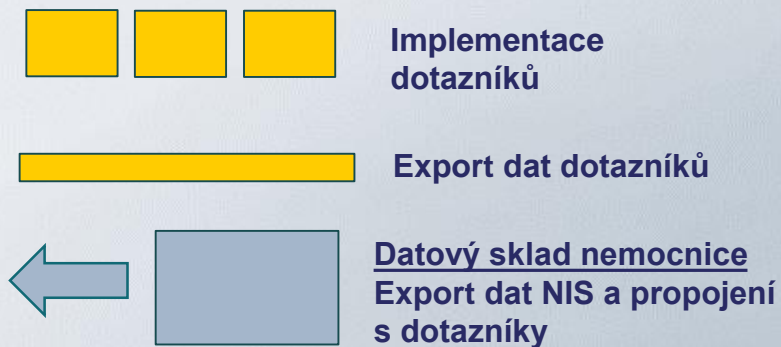 Implementace
dotazníků
Export dat dotazníků
Datový sklad nemocnice
Export dat NIS a propojení
s dotazníky